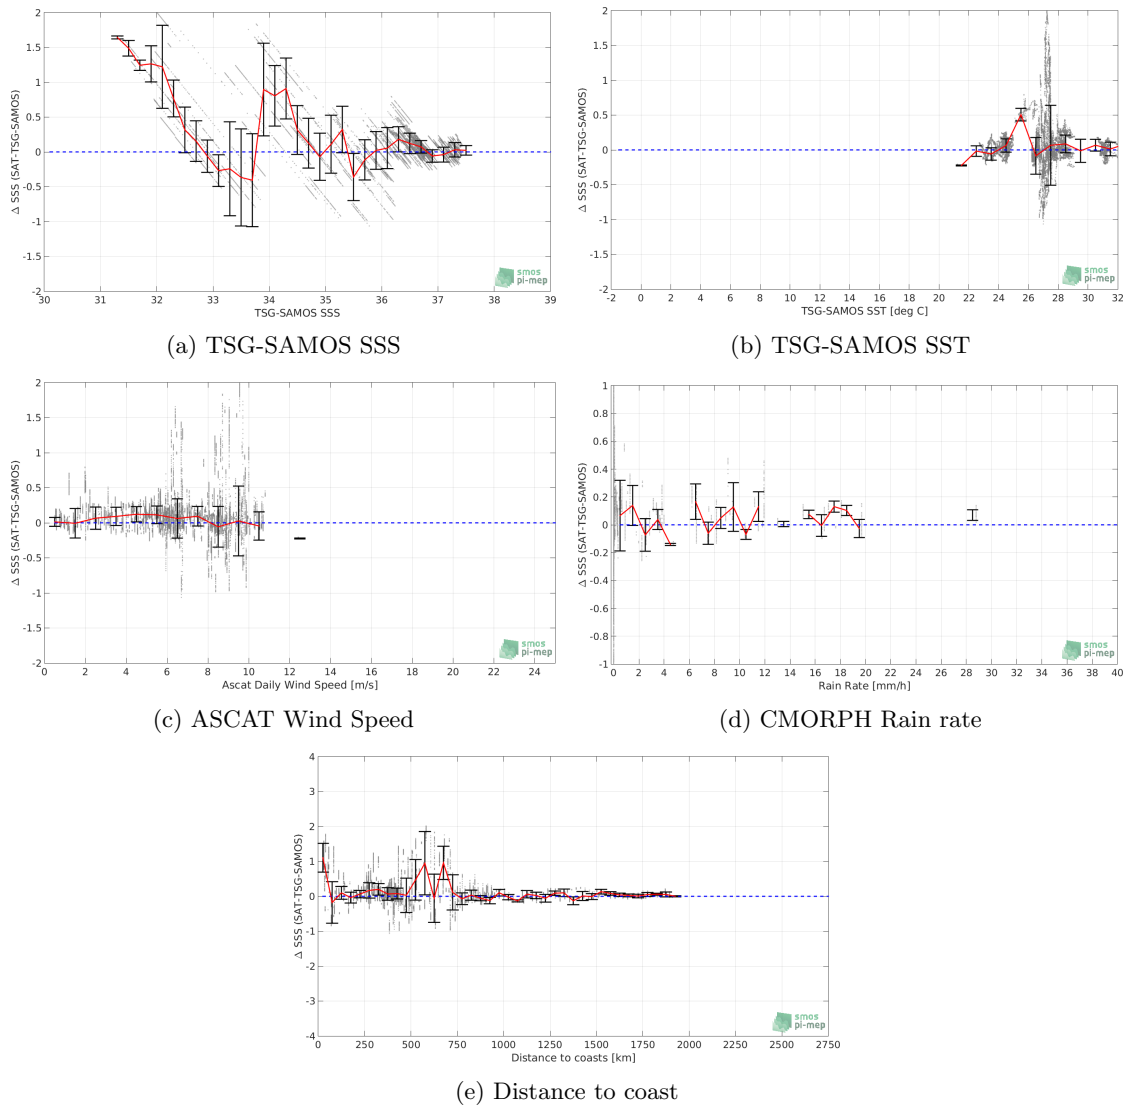 2
1.5
1
0.5
0
-0.5
-1
-1.5
-2
Δ SSS (SAT-TSG-SAMOS)
30 31 32 33 34 35 36 37 38 39
TSG-SAMOS SSS
smos
pi-mep
(a) TSG-SAMOS SSS
2
1.5
1
0.5
0
-0.5
-1
-1.5
-2
Δ SSS (SAT-TSG-SAMOS)
-2 0 2 4 6 8 10 12 14 16 18 20 22 24 26 28 30 32
TSG-SAMOS SST [deg C]
smos
pi-mep
(b) TSG-SAMOS SST
2
1.5
1
0.5
0
-0.5
-1
-1.5
-2
Δ SSS (SAT-TSG-SAMOS)
0 2 4 6 8 10 12 14 16 18 20 22 24
Ascat Daily Wind Speed [m/s]
smos
pi-mep
(c) ASCAT Wind Speed
1
0.8
0.6
0.4
0.2
0
-0.2
-0.4
-0.6
-0.8
-1
Δ SSS (SAT-TSG-SAMOS)
0 2 4 6 8 10 12 14 16 18 20 22 24 26 28 30 32 34 36 38 40
Rain Rate [mm/h]
smos
pi-mep
(d) CMORPH Rain rate
4
3
2
1
0
-1
-2
-3
-4
Δ SSS (SAT-TSG-SAMOS)
0 250 500 750 1000 1250 1500 1750 2000 2250 2500 2750
Distance to coasts [km]
smos
pi-mep
(e) Distance to coast